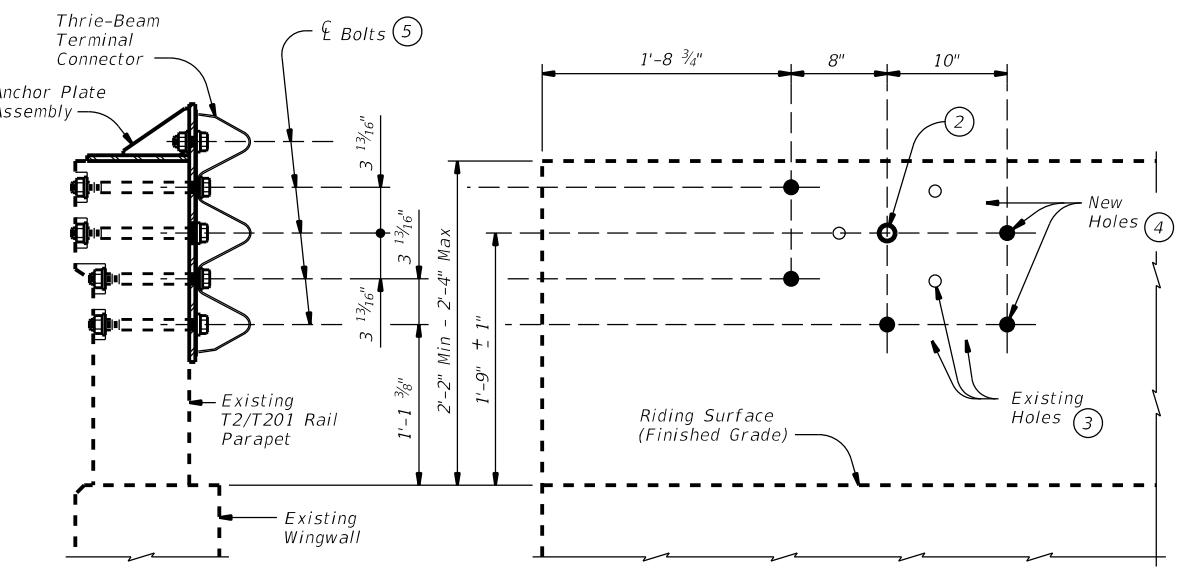 Thrie-Beam
Terminal
Connector
Anchor Plate
Assembly
℄ Bolts 5
3 13/16"
3 13/16"
3 13/16"
1'-1 3/8"
2'-2" Min - 2'-4" Max
1'-9" ± 1"
Existing
T2/T201 Rail
Parapet
Existing
Wingwall
1'-8 3/4"
8"
10"
2
New
Holes 4
Existing
Holes 3
Riding Surface
(Finished Grade)